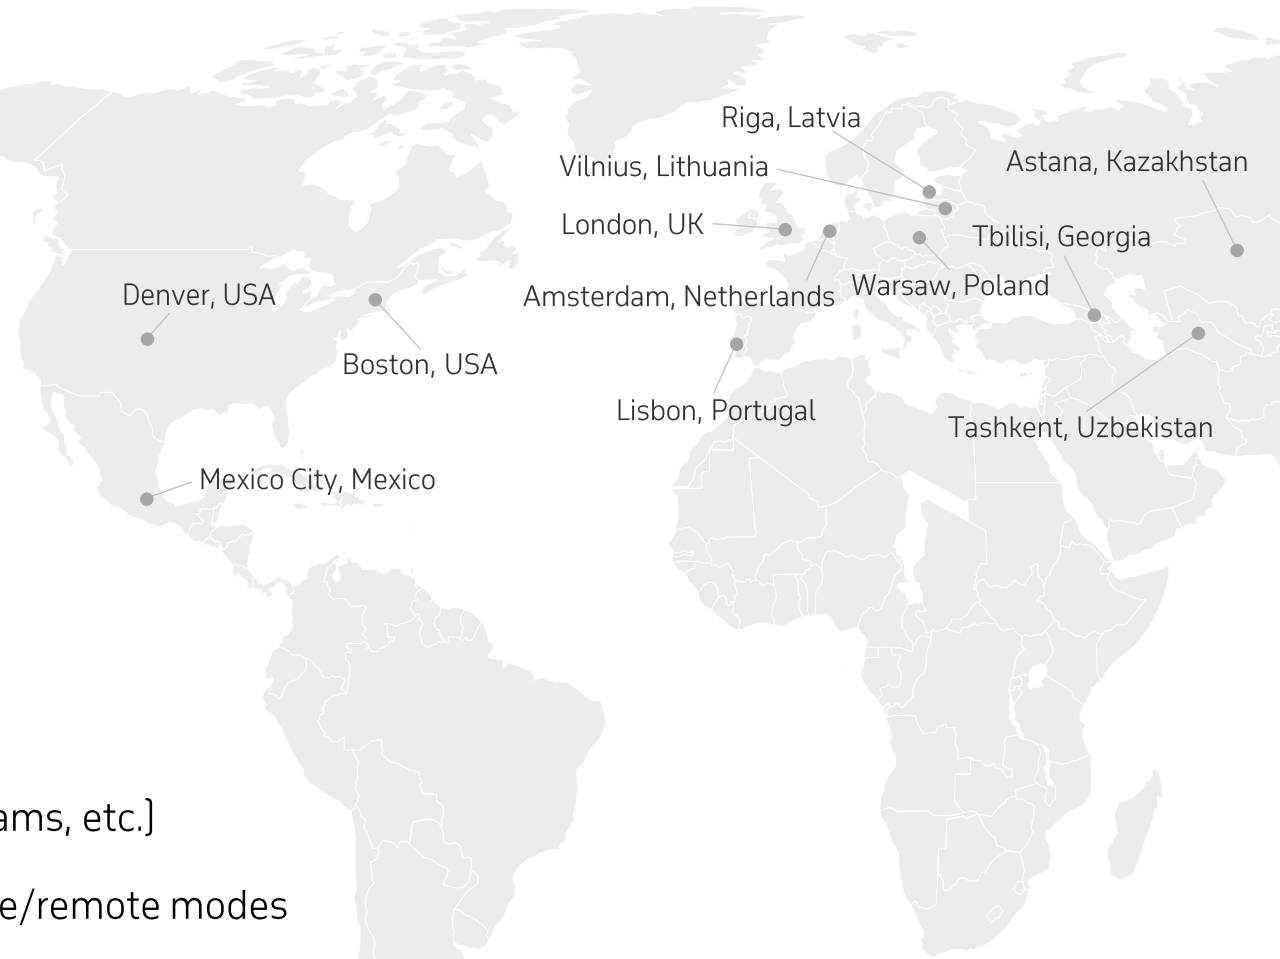 Riga, Latvia
Vilnius, Lithuania
Astana, Kazakhstan
London, UK
Tbilisi, Georgia
Denver, USA
Amsterdam, Netherlands
Warsaw, Poland
Boston, USA
Lisbon, Portugal
Tashkent, Uzbekistan
Mexico City, Mexico
ams, etc.)
e/remote modes